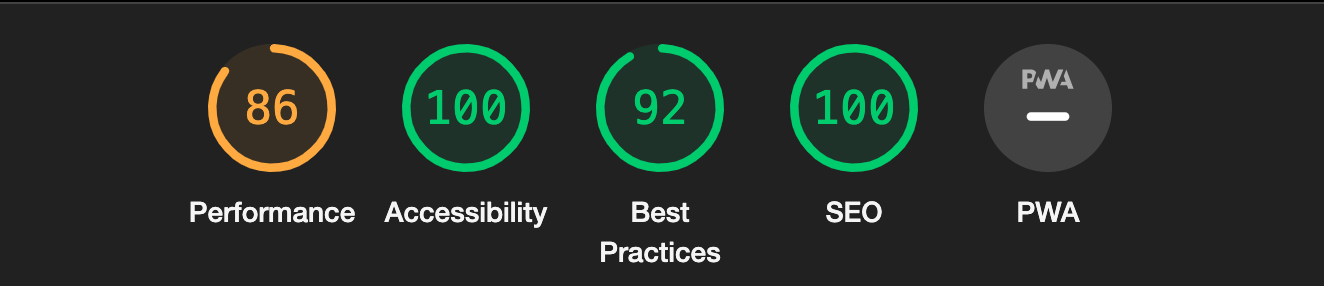 86
100
92
100
PWA
Performance
Accessibility
Best
Practices
SEO
PWA